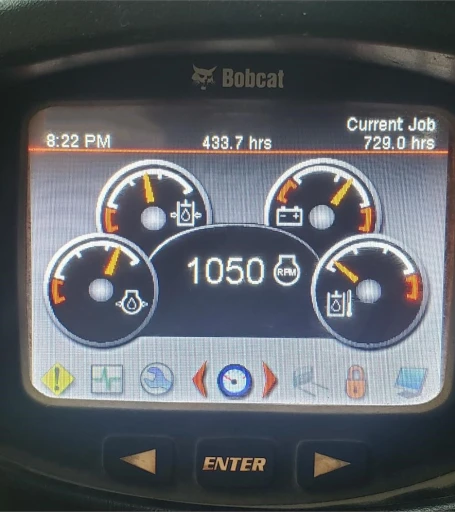 Bobcat
Current Job
8:22 PM 433.7 hrs 729.0 hrs
1050 RPM
ENTER